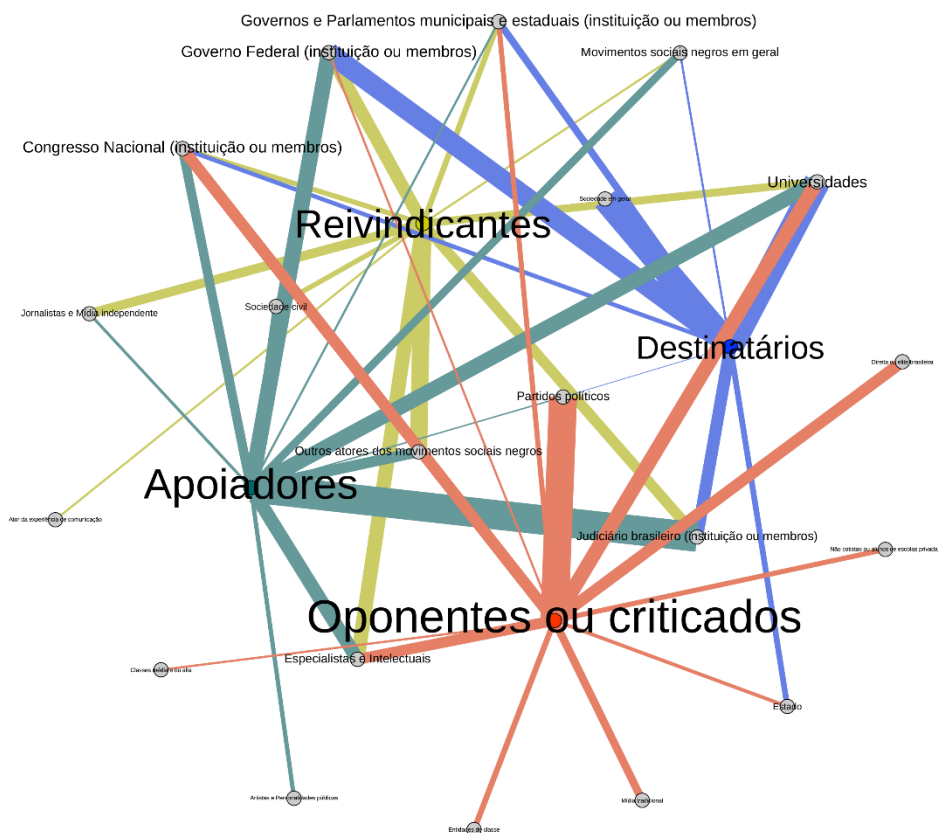 Governos e Parlamentos municipais e estaduais (instituição ou membros)
Governo Federal (instituição ou membros)
Movimentos sociais negros em geral
Congresso Nacional (instituição ou membros)
Universidades
Sociedade em geral
Reivindicantes
Sociedade civil
Jornalistas e Mídia independente
Destinatários
Direita ou elite brasileira
Partidos políticos
Outros atores dos movimentos sociais negros
Apoiadores
Ator da experiência de comunicação
Judiciário brasileiro (instituição ou membros)
Não cotistas ou alunos de escolas privada
Oponentes ou criticados
Especialistas e Intelectuais
Classes média e ou alta
Estado
Artistas e Personalidades públicas
Mídia tradicional
Entidades de classe